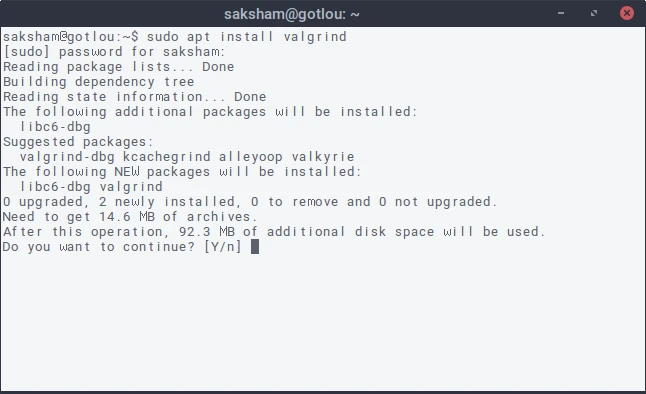 saksham@gotlou: ~
saksham@gotlou:~$ sudo apt install valgrind
[sudo] password for saksham:
Reading package lists... Done
Building dependency tree
Reading state information... Done
The following additional packages will be installed:
  libc6-dbg
Suggested packages:
  valgrind-dbg kcachegrind alleyoop valkyrie
The following NEW packages will be installed:
  libc6-dbg valgrind
0 upgraded, 2 newly installed, 0 to remove and 0 not upgraded.
Need to get 14.6 MB of archives.
After this operation, 92.3 MB of additional disk space will be used.
Do you want to continue? [Y/n]